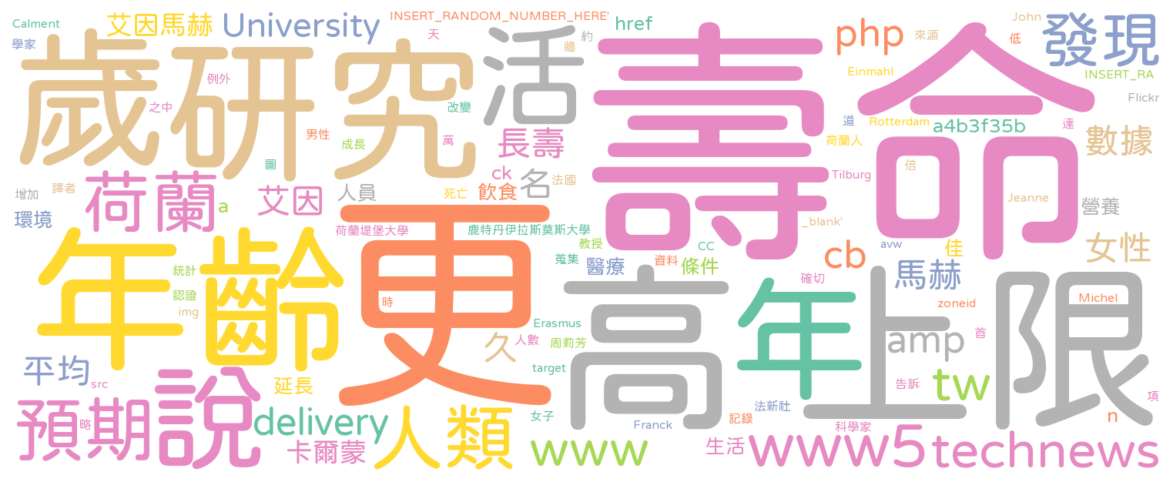 Calment
艾因馬赫
University
天
INSERT_RANDOM_NUMBER_HERE'
約
href
John
低
來源
學家
歲
研究
活
牆
壽命
php
發現
例外
Einmahl
INSERT_RA
之中
改變
Flickr
男性
成長
萬
長壽
道
Rotterdam
a4b3f35b
達
荷蘭人
數據
圖
ck
法國
倍
Tilburg
增加
譯者
荷蘭
a
艾因
人員
死亡
飲食
名
Jeanne
營養
環境
_blank'
荷蘭堤堡大學
鹿特丹伊拉斯莫斯大學
教授
CC
avw
佳
女性
年齡
更
蒐集
醫療
資料
條件
cb
馬赫
統計
確切
認證
時
高
年
上限
zoneid
Michel
img
Erasmus
久
人數
周莉芳
amp
首
平均
src
延長
target
告訴
tw
項
預期
略
說
delivery
人類
女子
法新社
記錄
n
Franck
科學家
卡爾蒙
www
生活
www5technews